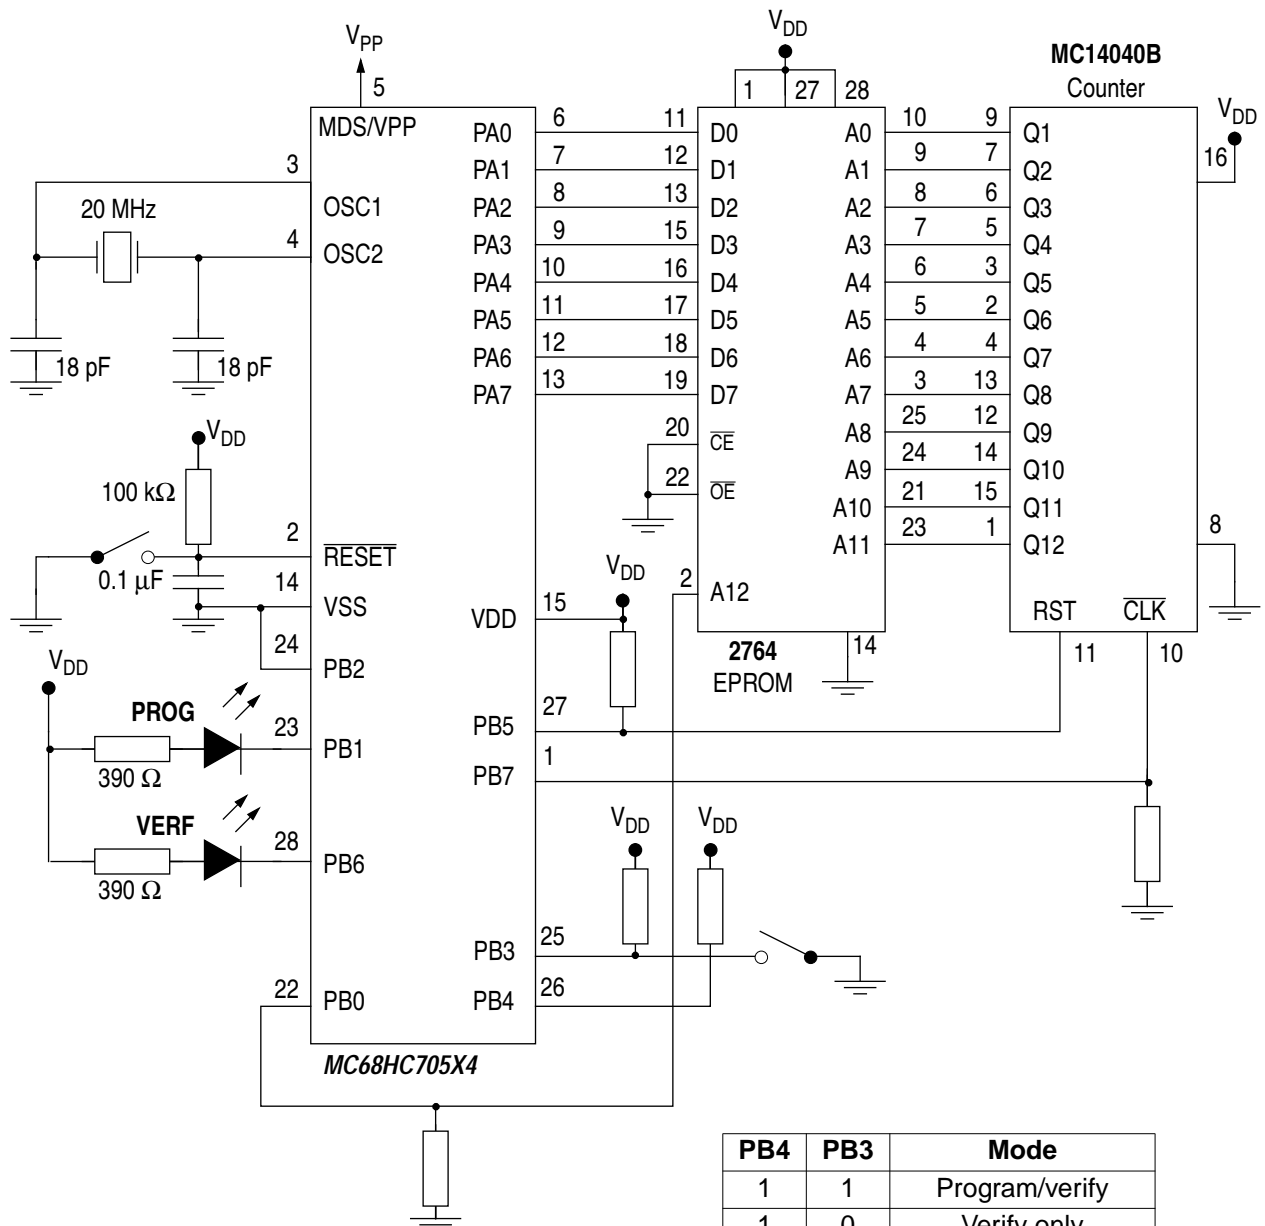 VDD
MC14040B
Counter
VPP
5
1 27 28
VDD
16
MDS/VPP
3
OSC1
20 MHz
4
OSC2
18 pF
18 pF
PA0 6 11 D0 A0 10 9 Q1
PA1 7 12 D1 A1 9 7 Q2
PA2 8 13 D2 A2 8 6 Q3
PA3 9 15 D3 A3 7 5 Q4
PA4 10 16 D4 A4 6 3 Q5
PA5 11 17 D5 A5 5 2 Q6
PA6 12 18 D6 A6 4 4 Q7
PA7 13 19 D7 A7 3 13 Q8
20 CE A8 25 12 Q9
A9 24 14 Q10
22 OE A10 21 15 Q11
A11 23 1 Q12
8
VDD
100 kΩ
2
RESET
0.1 µF
14
VSS
24
PB2
VDD
VDD 15
2 A12
RST CLK
11 10
2764
EPROM
14
VDD
PROG
23
PB1
390 Ω
PB5 27
PB7 1
VERF
28
PB6
390 Ω
VDD VDD
PB3 25
PB4 26
22
PB0
MC68HC705X4
PB4 PB3 Mode
1 1 Program/verify
1 0 Verify only